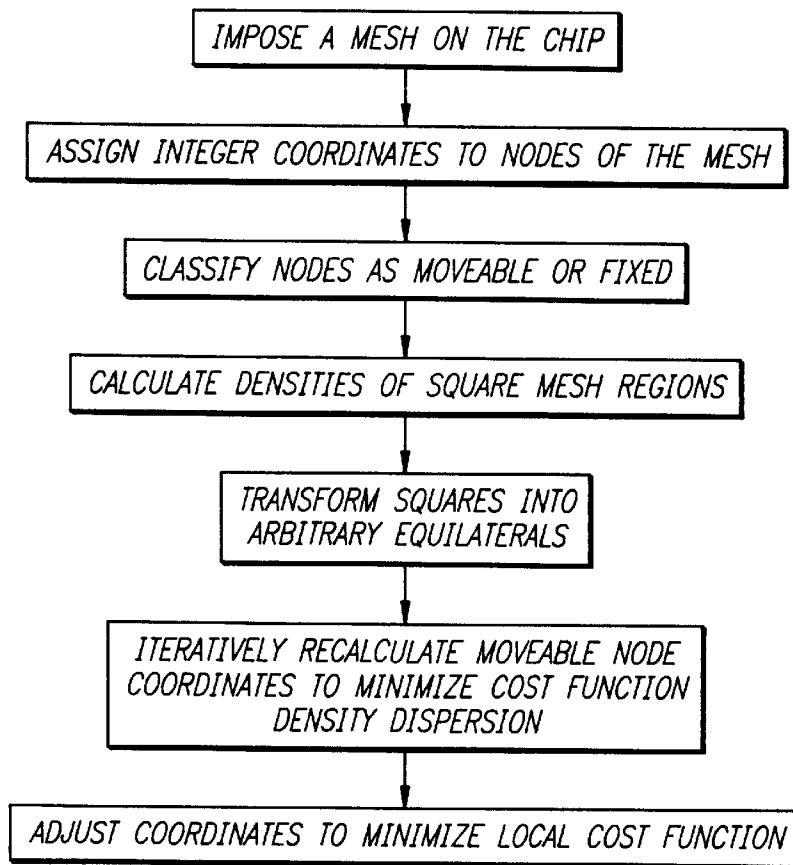 IMPOSE A MESH ON THE CHIP
ASSIGN INTEGER COORDINATES TO NODES OF THE MESH
CLASSIFY NODES AS MOVEABLE OR FIXED
CALCULATE DENSITIES OF SQUARE MESH REGIONS
TRANSFORM SQUARES INTO
ARBITRARY EQUILATERALS
ITERATIVELY RECALCULATE MOVEABLE NODE
COORDINATES TO MINIMIZE COST FUNCTION
DENSITY DISPERSION
ADJUST COORDINATES TO MINIMIZE LOCAL COST FUNCTION